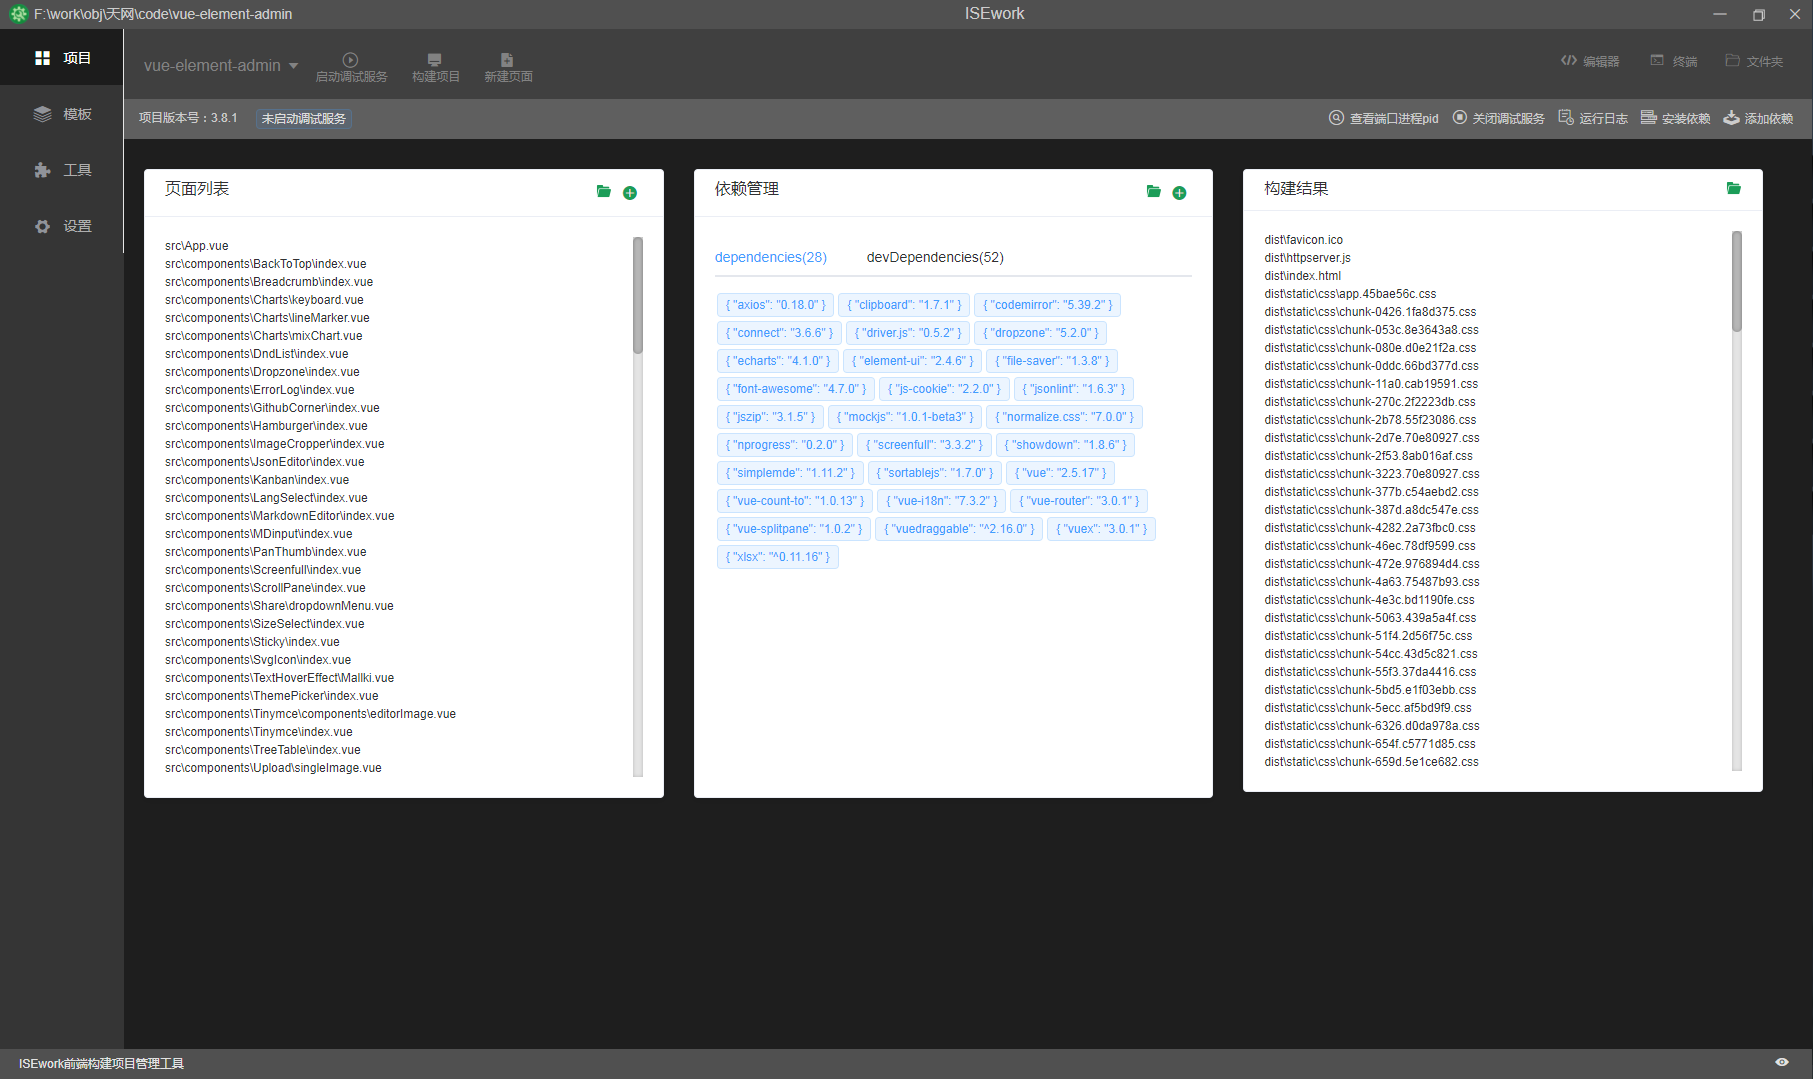 F:\work\obj\天网\code\vue-element-admin
ISEwork
项目
模板
工具
设置
vue-element-admin
启动调试服务
构建项目
新建页面
编辑器
终端
文件夹
项目版本号：3.8.1
未启动调试服务
查看端口进程pid
关闭调试服务
运行日志
安装依赖
添加依赖
页面列表
src\App.vue
src\components\BackToTop\index.vue
src\components\Breadcrumb\index.vue
src\components\Charts\keyboard.vue
src\components\Charts\lineMarker.vue
src\components\Charts\mixChart.vue
src\components\DndList\index.vue
src\components\Dropzone\index.vue
src\components\ErrorLog\index.vue
src\components\GithubCorner\index.vue
src\components\Hamburger\index.vue
src\components\ImageCropper\index.vue
src\components\JsonEditor\index.vue
src\components\Kanban\index.vue
src\components\LangSelect\index.vue
src\components\MarkdownEditor\index.vue
src\components\MDinput\index.vue
src\components\PanThumb\index.vue
src\components\Screenfull\index.vue
src\components\ScrollPane\index.vue
src\components\Share\dropdownMenu.vue
src\components\SizeSelect\index.vue
src\components\Sticky\index.vue
src\components\SvgIcon\index.vue
src\components\TextHoverEffect\Mallki.vue
src\components\ThemePicker\index.vue
src\components\Tinymce\components\editorImage.vue
src\components\Tinymce\index.vue
src\components\TreeTable\index.vue
src\components\Upload\singleImage.vue
依赖管理
dependencies(28) devDependencies(52)
{ "axios": "0.18.0" } { "clipboard": "1.7.1" } { "codemirror": "5.39.2" }
{ "connect": "3.6.6" } { "driver.js": "0.5.2" } { "dropzone": "5.2.0" }
{ "echarts": "4.1.0" } { "element-ui": "2.4.6" } { "file-saver": "1.3.8" }
{ "font-awesome": "4.7.0" } { "js-cookie": "2.2.0" } { "jsonlint": "1.6.3" }
{ "jszip": "3.1.5" } { "mockjs": "1.0.1-beta3" } { "normalize.css": "7.0.0" }
{ "nprogress": "0.2.0" } { "screenfull": "3.3.2" } { "showdown": "1.8.6" }
{ "simplemde": "1.11.2" } { "sortablejs": "1.7.0" } { "vue": "2.5.17" }
{ "vue-count-to": "1.0.13" } { "vue-i18n": "7.3.2" } { "vue-router": "3.0.1" }
{ "vue-splitpane": "1.0.2" } { "vuedraggable": "^2.16.0" } { "vuex": "3.0.1" }
{ "xlsx": "^0.11.16" }
构建结果
dist\favicon.ico
dist\httpserver.js
dist\index.html
dist\static\css\app.45bae56c.css
dist\static\css\chunk-0426.1fa8d375.css
dist\static\css\chunk-053c.8e3643a8.css
dist\static\css\chunk-080e.d0e21f2a.css
dist\static\css\chunk-0ddc.66bd377d.css
dist\static\css\chunk-11a0.cab19591.css
dist\static\css\chunk-270c.2f2223db.css
dist\static\css\chunk-2b78.55f23086.css
dist\static\css\chunk-2d7e.70e80927.css
dist\static\css\chunk-2f53.8ab016af.css
dist\static\css\chunk-3223.70e80927.css
dist\static\css\chunk-377b.c54aebd2.css
dist\static\css\chunk-387d.a8dc547e.css
dist\static\css\chunk-4282.2a73fbc0.css
dist\static\css\chunk-46ec.78df9599.css
dist\static\css\chunk-472e.976894d4.css
dist\static\css\chunk-4a63.75487b93.css
dist\static\css\chunk-4e3c.bd1190fe.css
dist\static\css\chunk-5063.439a5a4f.css
dist\static\css\chunk-51f4.2d56f75c.css
dist\static\css\chunk-54cc.43d5c821.css
dist\static\css\chunk-55f3.37da4416.css
dist\static\css\chunk-5bd5.e1f03ebb.css
dist\static\css\chunk-5ecc.af5bd9f9.css
dist\static\css\chunk-6326.d0da978a.css
dist\static\css\chunk-654f.c5771d85.css
dist\static\css\chunk-659d.5e1ce682.css
ISEwork前端构建项目管理工具